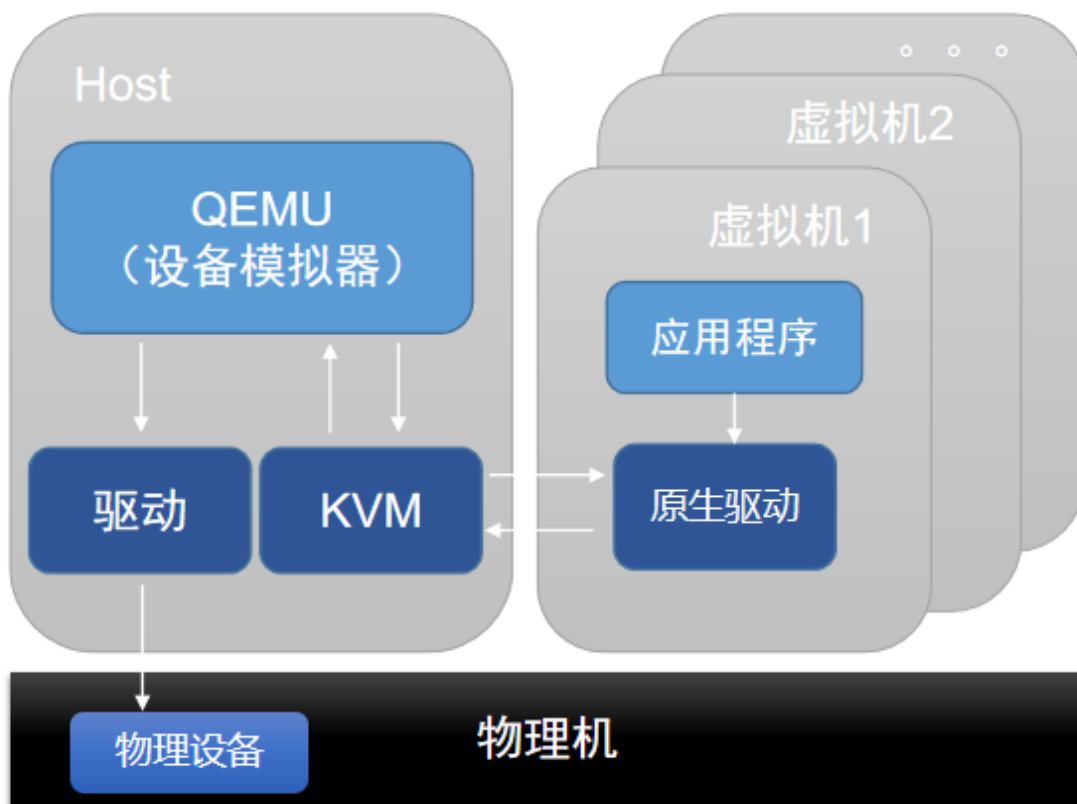 Host
QEMU
（设备模拟器）
驱动
KVM
。。。
虚拟机2
虚拟机1
应用程序
原生驱动
物理设备
物理机